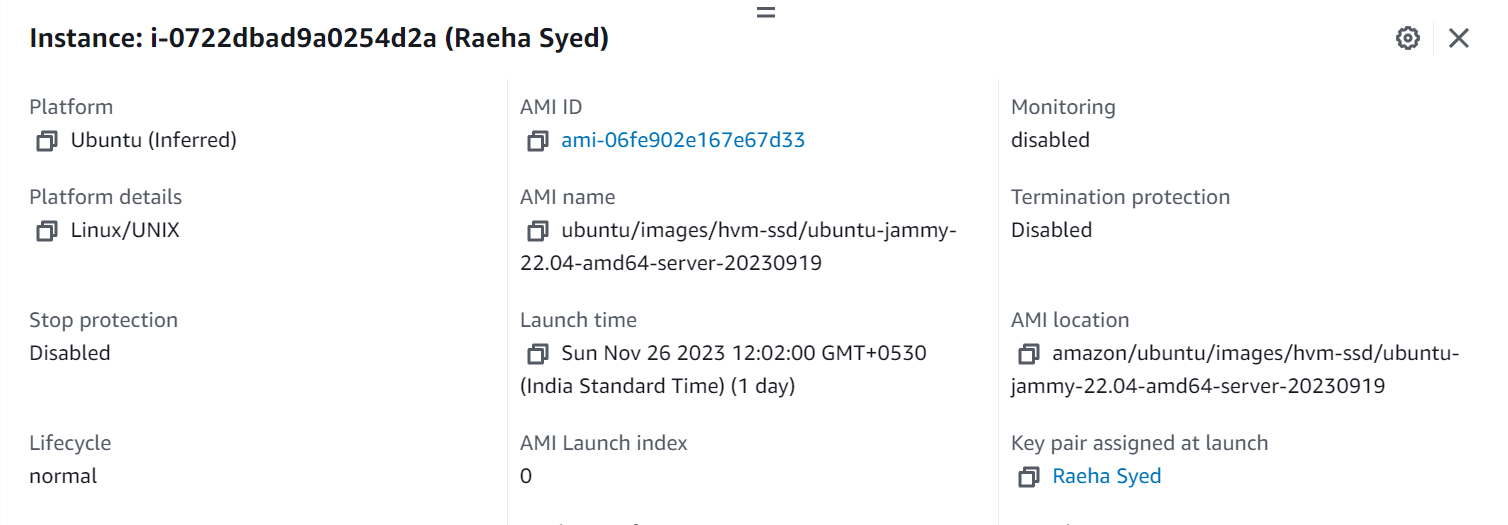 Instance: i-0722dbad9a0254d2a (Raeha Syed)
Platform
Ubuntu (Inferred)
AMI ID
ami-06fe902e167e67d33
Monitoring
disabled
Platform details
Linux/UNIX
AMI name
ubuntu/images/hvm-ssd/ubuntu-jammy-
22.04-amd64-server-20230919
Termination protection
Disabled
Stop protection
Disabled
Launch time
Sun Nov 26 2023 12:02:00 GMT+0530
(India Standard Time) (1 day)
AMI location
amazon/ubuntu/images/hvm-ssd/ubuntu-
jammy-22.04-amd64-server-20230919
Lifecycle
normal
AMI Launch index
0
Key pair assigned at launch
Raeha Syed